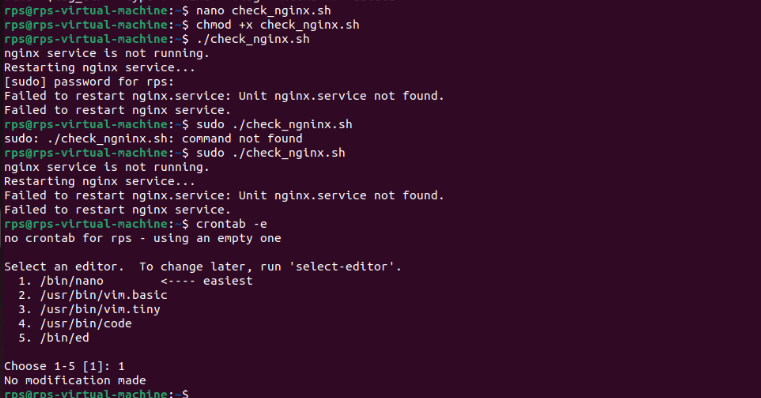 rps@rps-virtual-machine:~$ nano check_nginx.sh
rps@rps-virtual-machine:~$ chmod +x check_nginx.sh
rps@rps-virtual-machine:~$ ./check_nginx.sh
nginx service is not running.
Restarting nginx service...
[sudo] password for rps:
Failed to restart nginx.service: Unit nginx.service not found.
Failed to restart nginx service.
rps@rps-virtual-machine:~$ sudo ./check_ngninx.sh
sudo: ./check_ngninx.sh: command not found
rps@rps-virtual-machine:~$ sudo ./check_nginx.sh
nginx service is not running.
Restarting nginx service...
Failed to restart nginx.service: Unit nginx.service not found.
Failed to restart nginx service.
rps@rps-virtual-machine:~$ crontab -e
no crontab for rps - using an empty one
Select an editor.  To change later, run 'select-editor'.
  1. /bin/nano        <---- easiest
  2. /usr/bin/vim.basic
  3. /usr/bin/vim.tiny
  4. /usr/bin/code
  5. /bin/ed
Choose 1-5 [1]: 1
No modification made
rps@rps-virtual-machine:~$